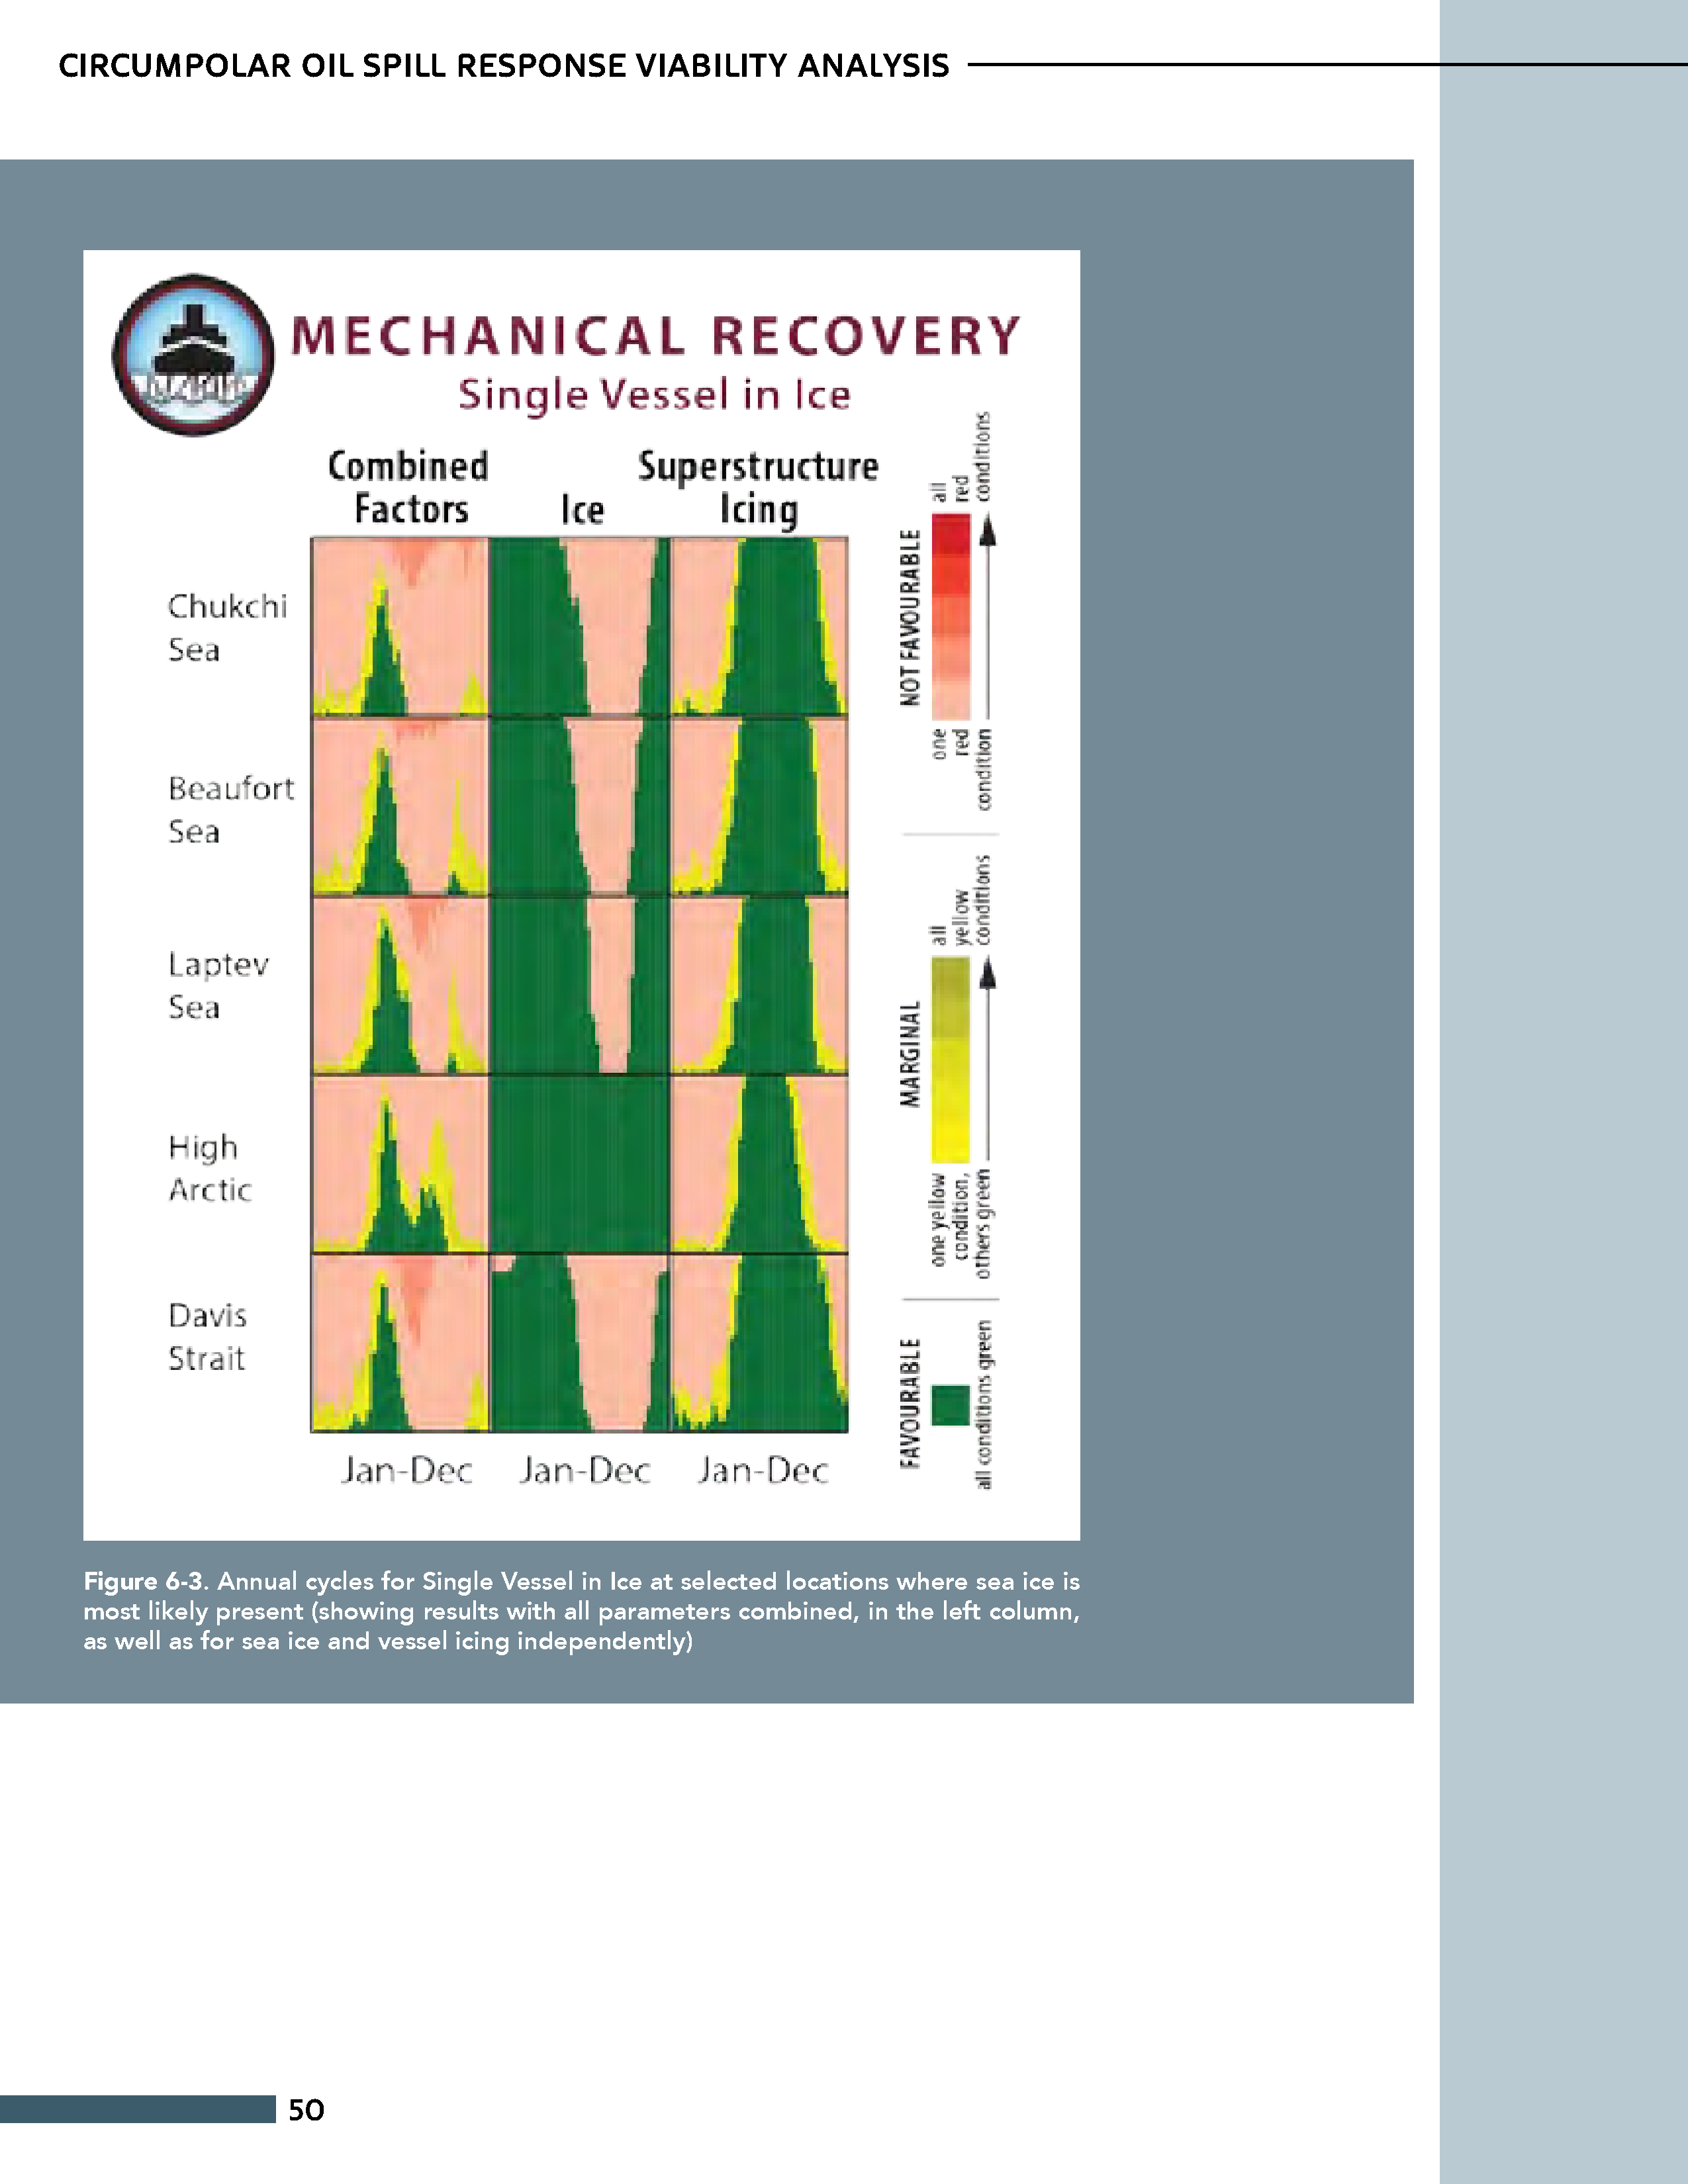 CIRCUMPOLAR OIL SPILL RESPONSE VIABILITY ANALYSIS
MECHANICAL RECOVERY
Single Vessel in Ice
Combined
Factors
Ice
Superstructure
Icing
Chukchi
Sea
Beaufort
Sea
Laptev
Sea
High
Arctic
Davis
Strait
Jan-Dec
Jan-Dec
Jan-Dec
NOT FAVOURABLE
all
red
conditions
one
red
condition
MARGINAL
all
yellow
conditions
one yellow
condition,
others green
FAVOURABLE
all conditions green
Figure 6-3. Annual cycles for Single Vessel in Ice at selected locations where sea ice is
most likely present (showing results with all parameters combined, in the left column,
as well as for sea ice and vessel icing independently)
50